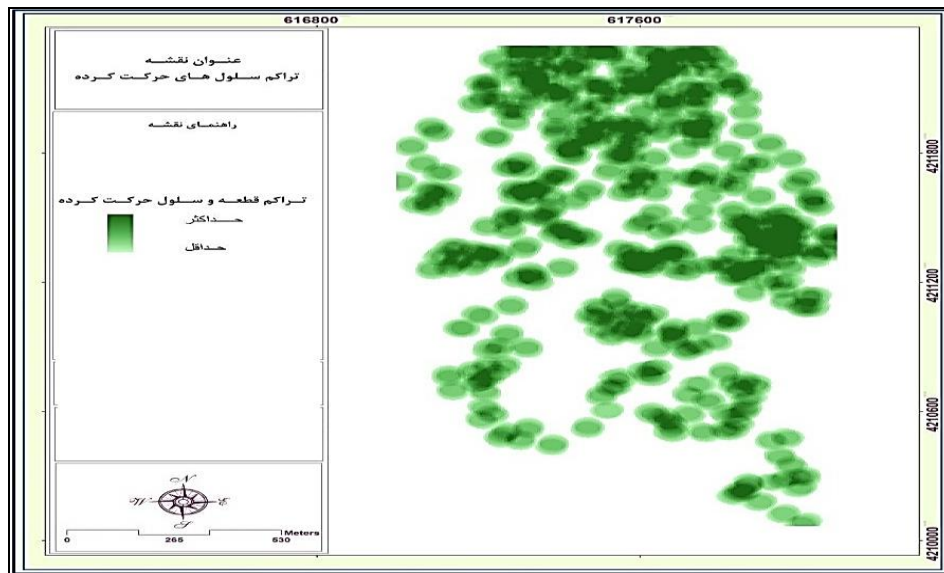 616800 617600
عنوان نقشه
تراکم سلول های حرکت کرده
راهنمای نقشه
تراکم قطعه و سلول حرکت کرده
حداکثر
حداقل
4211800
4211200
4210600
4210000
N
W E
S
Meters
0 265 530